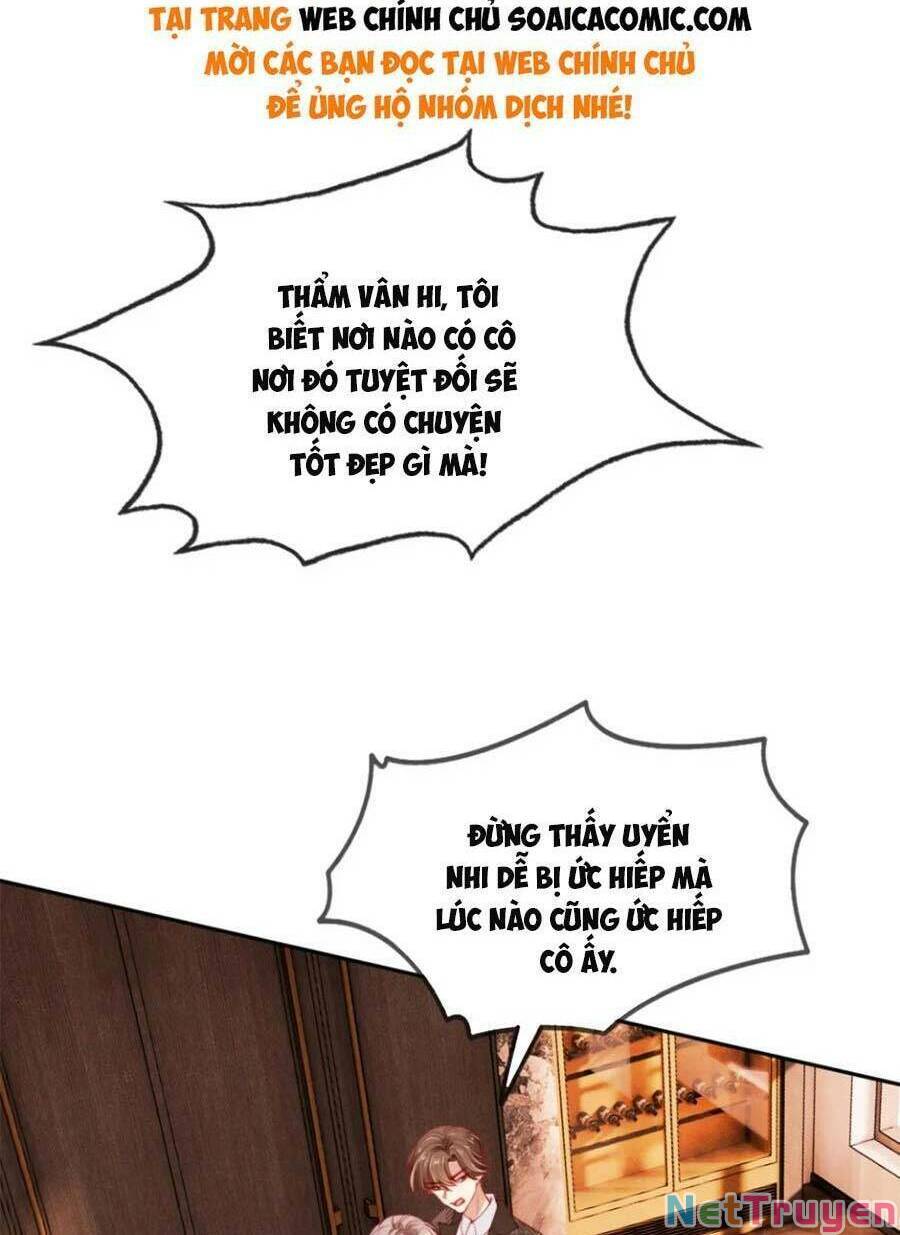 TẠI TRANG WEB CHÍNH CHỦ SOAICACOMIC.COM
MỜI CÁC BẠN ĐỌC TẠI WEB CHÍNH CHỦ
ĐỂ ỦNG HỘ NHÓM DỊCH NHÉ!
THẨM VÂN HI, TÔI
BIẾT NƠI NÀO CÓ CÔ
NƠI ĐÓ TUYỆT ĐỐI SẼ
KHÔNG CÓ CHUYỆN
TỐT ĐẸP GÌ MÀ!
ĐỪNG THẤY UYỂN
NHI DỄ BỊ ỨC HIẾP MÀ
LÚC NÀO CŨNG ỨC HIẾP
CÔ ẤY.
NetTruyen